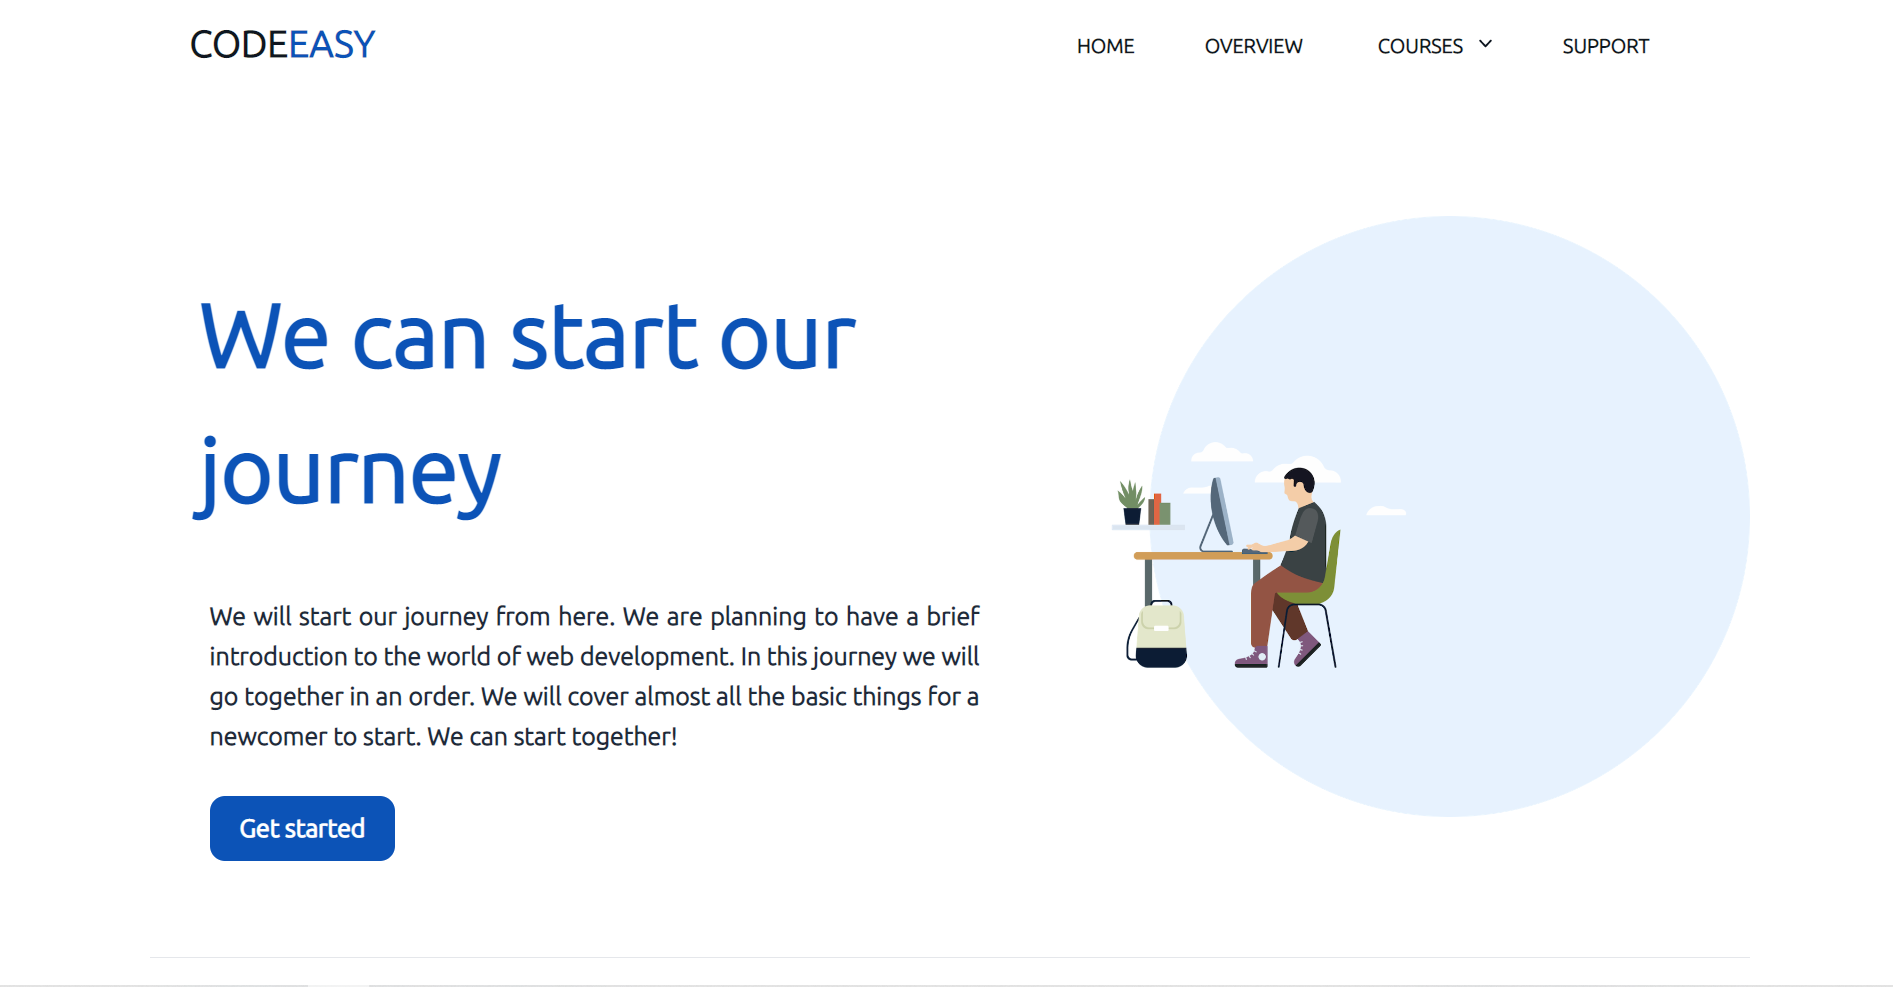 CODEEASY
HOME OVERVIEW COURSES SUPPORT
We can start our
journey
We will start our journey from here. We are planning to have a brief
introduction to the world of web development. In this journey we will
go together in an order. We will cover almost all the basic things for a
newcomer to start. We can start together!
Get started